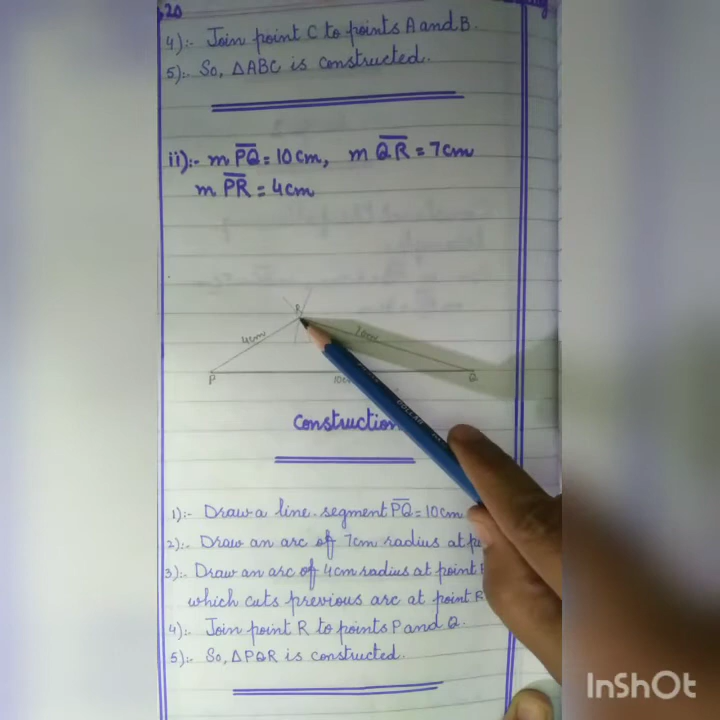 20
4):- Join point C to points A and B.
5):- So, △ABC is constructed.
ii):- m PQ = 10cm, m QR = 7cm
m PR = 4cm
R
4cm
P
Q
Construction
1):- Draw a line segment PQ = 10cm
2):- Draw an arc of 7cm radius at
3):- Draw an arc of 4cm radius at point
which cuts previous arc at point R
4):- Join point R to points P and Q.
5):- So, △PQR is constructed.
InShOt